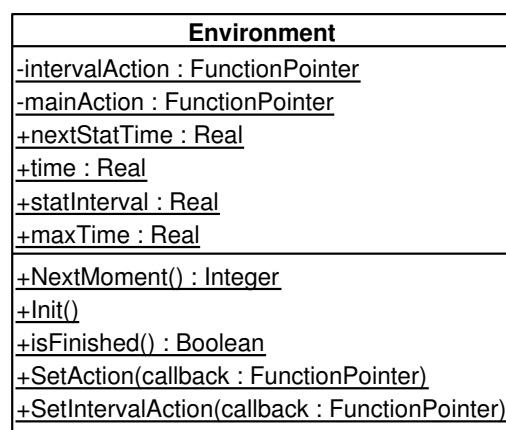 Environment
-intervalAction : FunctionPointer
-mainAction : FunctionPointer
+nextStatTime : Real
+time : Real
+statInterval : Real
+maxTime : Real
+NextMoment() : Integer
+Init()
+isFinished() : Boolean
+SetAction(callback : FunctionPointer)
+SetIntervalAction(callback : FunctionPointer)